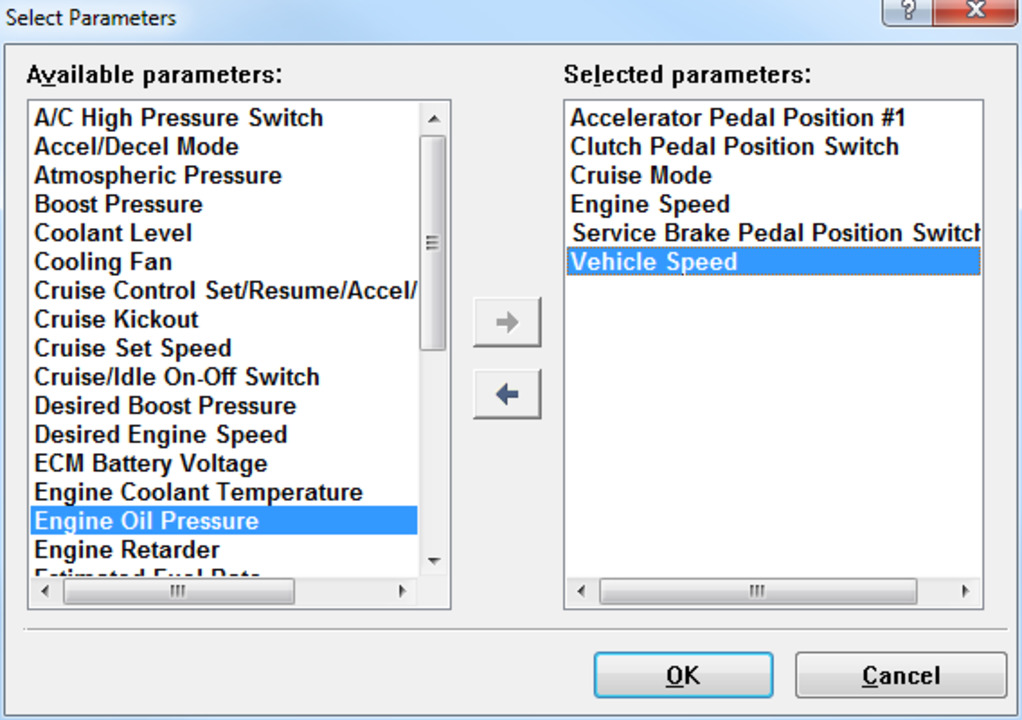 Select Parameters
Available parameters:
A/C High Pressure Switch
Accel/Decel Mode
Atmospheric Pressure
Boost Pressure
Coolant Level
Cooling Fan
Cruise Control Set/Resume/Accel/
Cruise Kickout
Cruise Set Speed
Cruise/Idle On-Off Switch
Desired Boost Pressure
Desired Engine Speed
ECM Battery Voltage
Engine Coolant Temperature
Engine Oil Pressure
Engine Retarder
Estimated Fuel Rate
Selected parameters:
Accelerator Pedal Position #1
Clutch Pedal Position Switch
Cruise Mode
Engine Speed
Service Brake Pedal Position Switch
Vehicle Speed
OK
Cancel